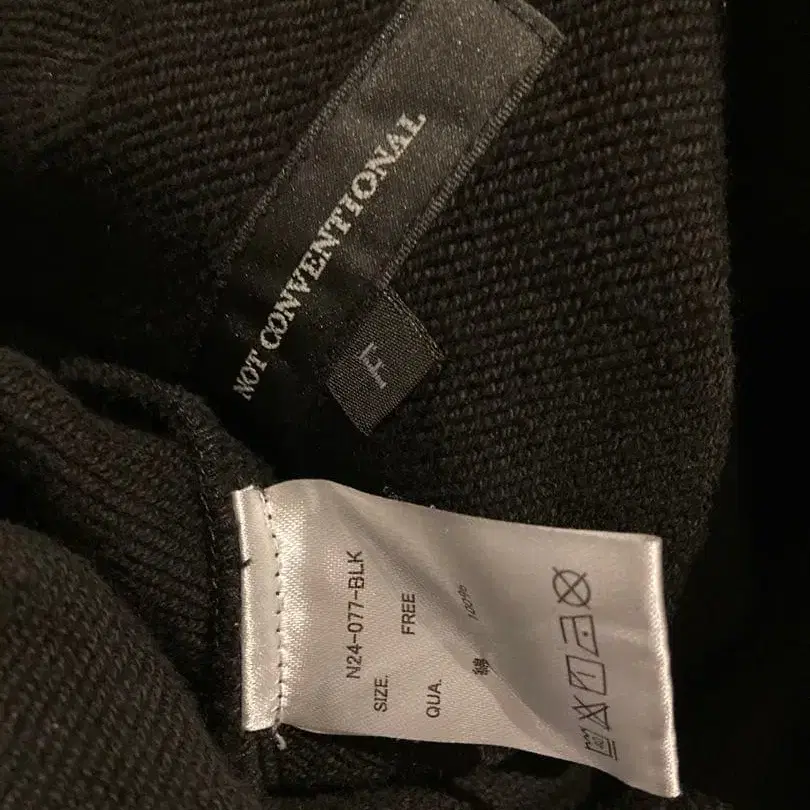 NOT CONVENTIONAL
F
N24-077-BLK
SIZE. FREE
QUA. 綿 100%